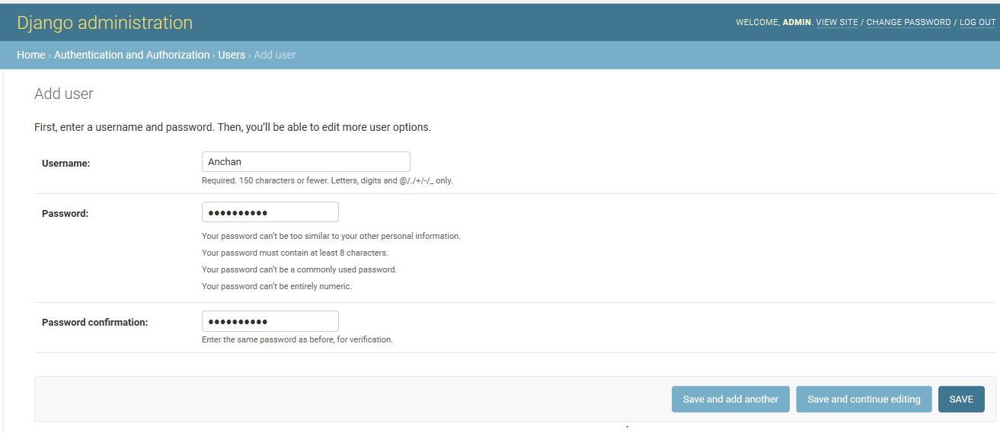 Django administration
WELCOME, ADMIN. VIEW SITE / CHANGE PASSWORD / LOG OUT
Home › Authentication and Authorization › Users › Add user
Add user
First, enter a username and password. Then, you’ll be able to edit more user options.
Username:
Anchan
Required. 150 characters or fewer. Letters, digits and @/./+/-/_ only.
Password:
●●●●●●●●●●
Your password can’t be too similar to your other personal information.
Your password must contain at least 8 characters.
Your password can’t be a commonly used password.
Your password can’t be entirely numeric.
Password confirmation:
●●●●●●●●●●
Enter the same password as before, for verification.
Save and add another
Save and continue editing
SAVE